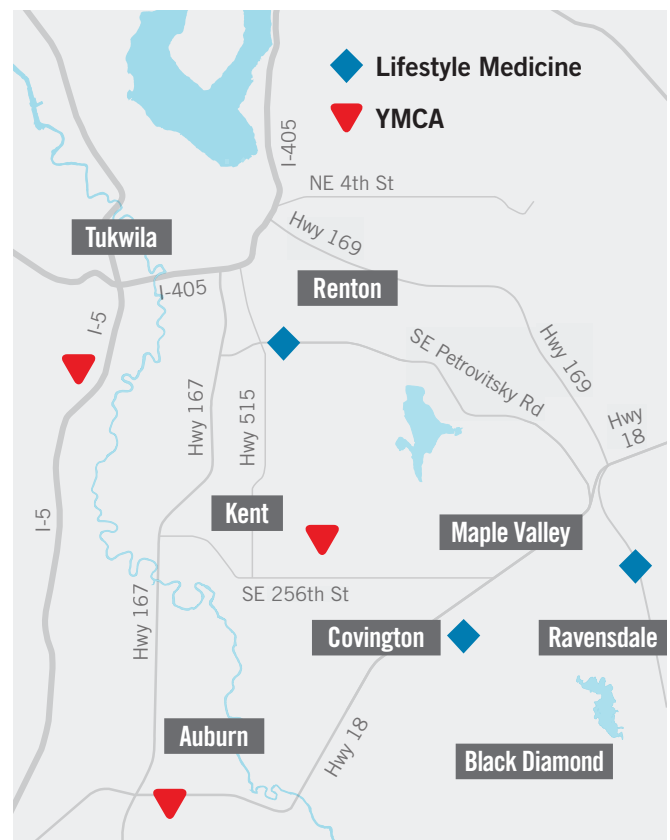 Lifestyle Medicine
YMCA
I-405
NE 4th St
Hwy 169
Tukwila
I-405
Renton
I-5
SE Petrovitsky Rd
Hwy 169
Hwy 167
Hwy 515
Hwy
18
I-5
Kent
Maple Valley
SE 256th St
Hwy 167
Covington
Ravensdale
Auburn
Hwy 18
Black Diamond